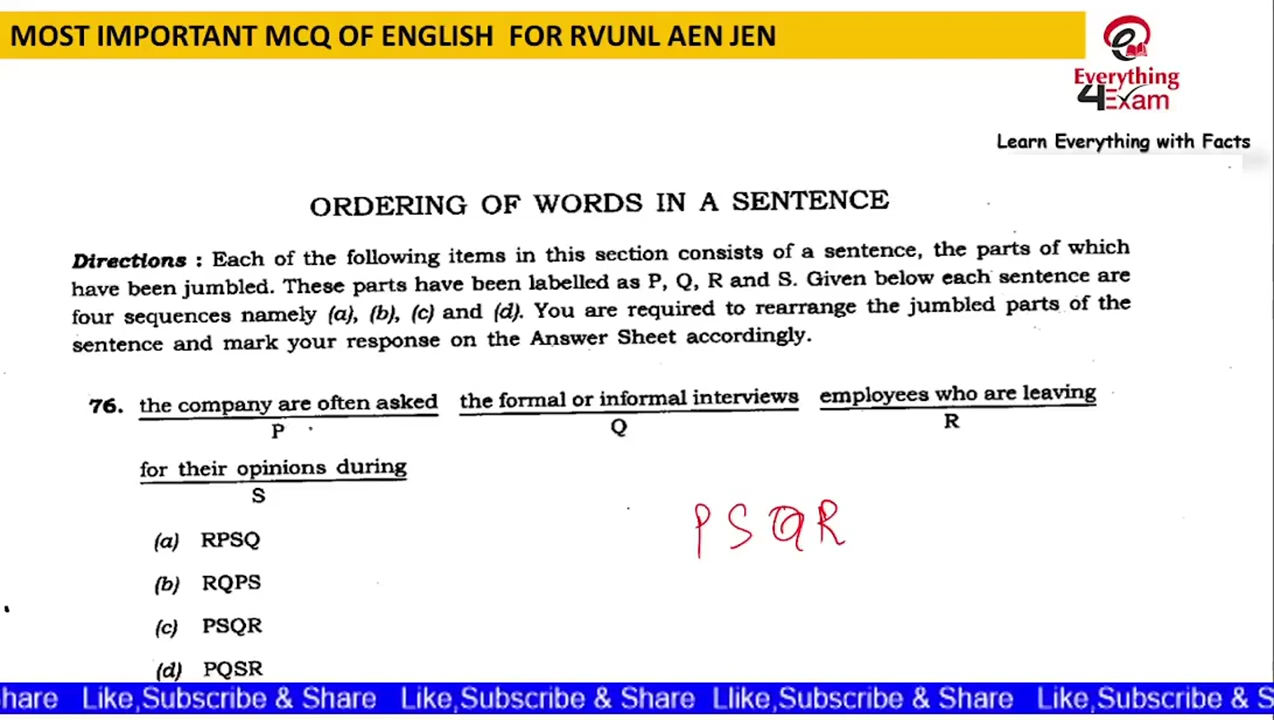 MOST IMPORTANT MCQ OF ENGLISH FOR RVUNL AEN JEN
e
Everything
4Exam
Learn Everything with Facts
ORDERING OF WORDS IN A SENTENCE
Directions : Each of the following items in this section consists of a sentence, the parts of which
have been jumbled. These parts have been labelled as P, Q, R and S. Given below each sentence are
four sequences namely (a), (b), (c) and (d). You are required to rearrange the jumbled parts of the
sentence and mark your response on the Answer Sheet accordingly.
76. the company are often asked the formal or informal interviews employees who are leaving
P Q R
for their opinions during
S
PSQR
(a) RPSQ
(b) RQPS
(c) PSQR
(d) PQSR
hare Like,Subscribe & Share Like,Subscribe & Share Llike,Subscribe & Share Like,Subscribe & S